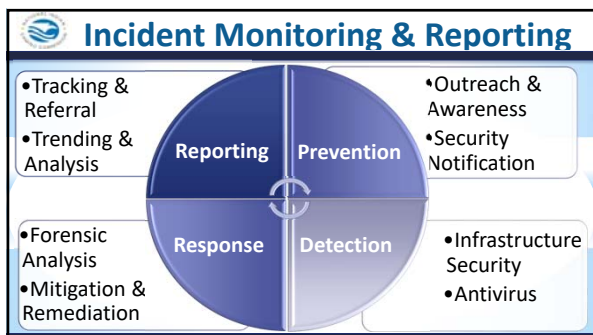 Incident Monitoring & Reporting
•Tracking &
Referral
•Trending &
Analysis
Reporting
Prevention
•Outreach &
Awareness
•Security
Notification
•Forensic
Analysis
•Mitigation &
Remediation
Response
Detection
•Infrastructure
Security
•Antivirus